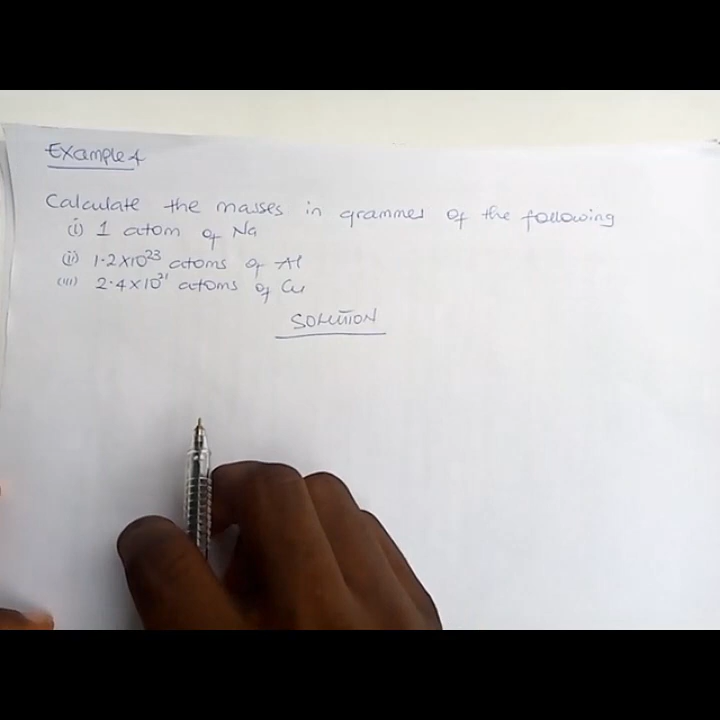 Example 4
Calculate the masses in grammes of the following
(i) 1 atom of Na
(ii) 1.2 × 10²³ atoms of Al
(iii) 2.4 × 10²¹ atoms of Cu
SOLUTION